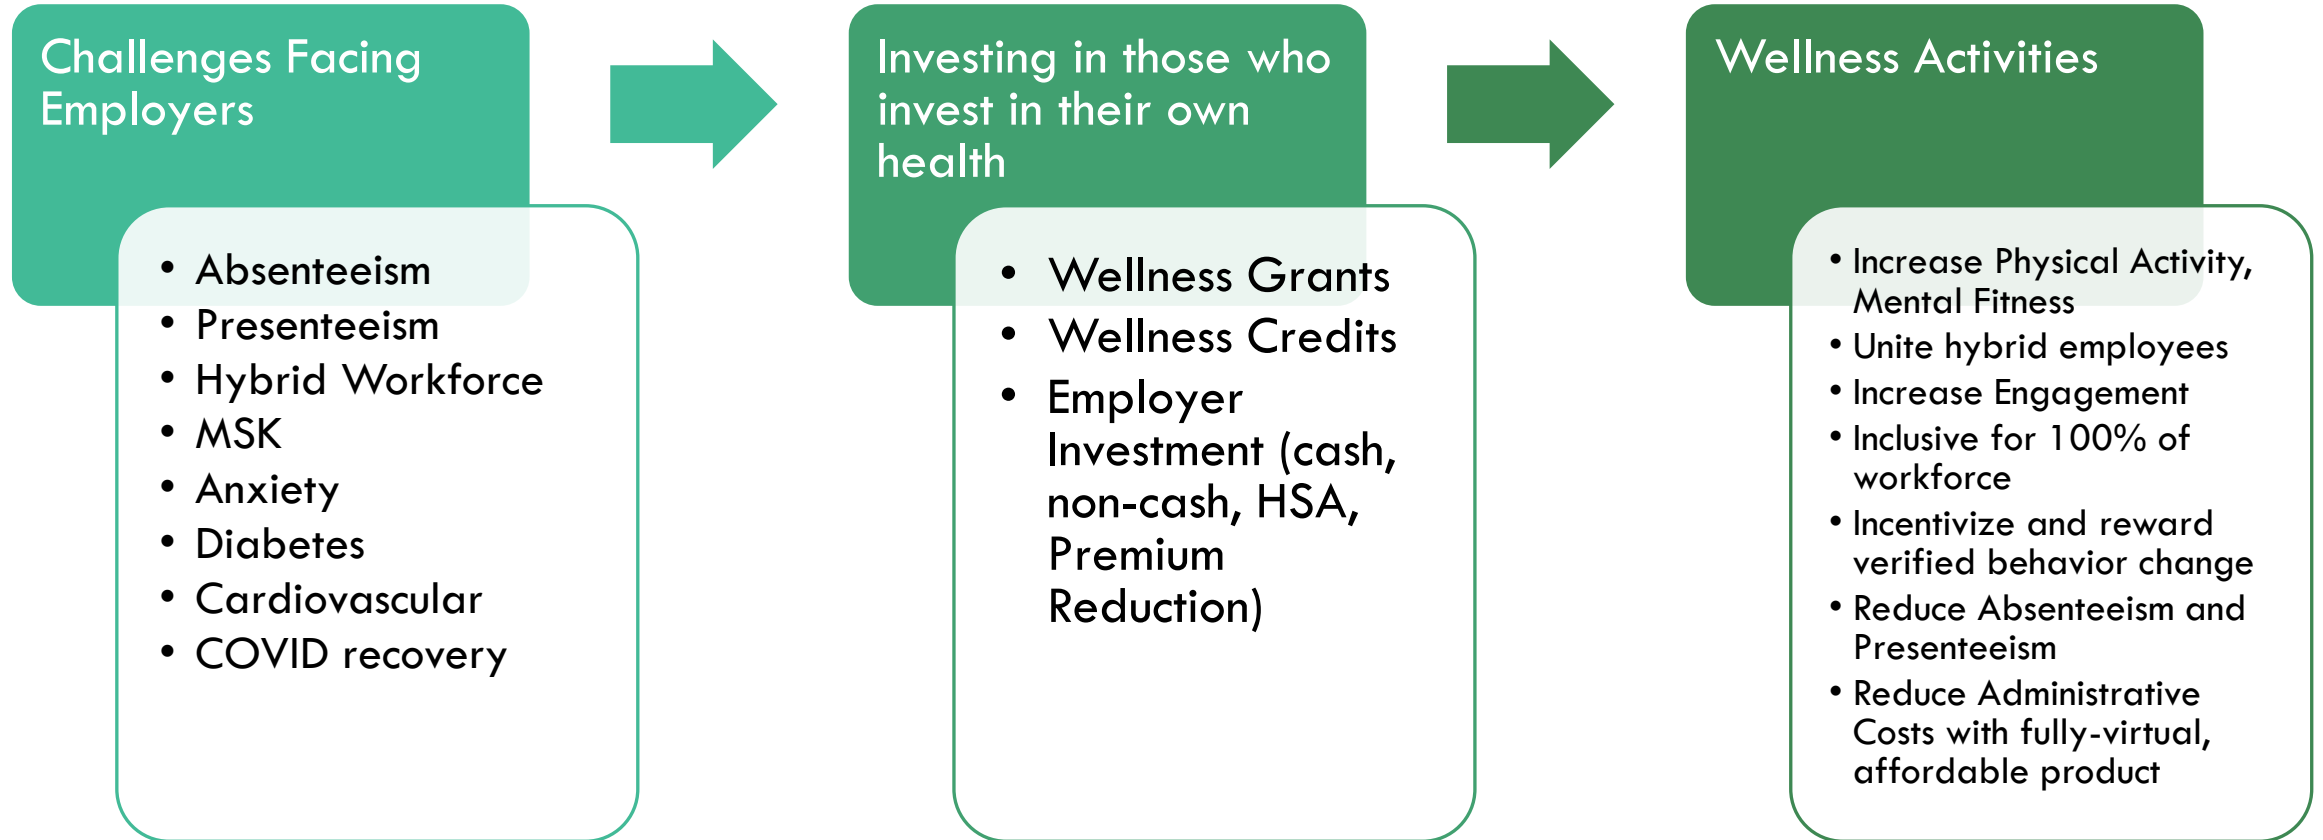 Challenges Facing
Employers
• Absenteeism
• Presenteeism
• Hybrid Workforce
• MSK
• Anxiety
• Diabetes
• Cardiovascular
• COVID recovery
Investing in those who
invest in their own
health
• Wellness Grants
• Wellness Credits
• Employer
Investment (cash,
non-cash, HSA,
Premium
Reduction)
Wellness Activities
• Increase Physical Activity,
Mental Fitness
• Unite hybrid employees
• Increase Engagement
• Inclusive for 100% of
workforce
• Incentivize and reward
verified behavior change
• Reduce Absenteeism and
Presenteeism
• Reduce Administrative
Costs with fully-virtual,
affordable product